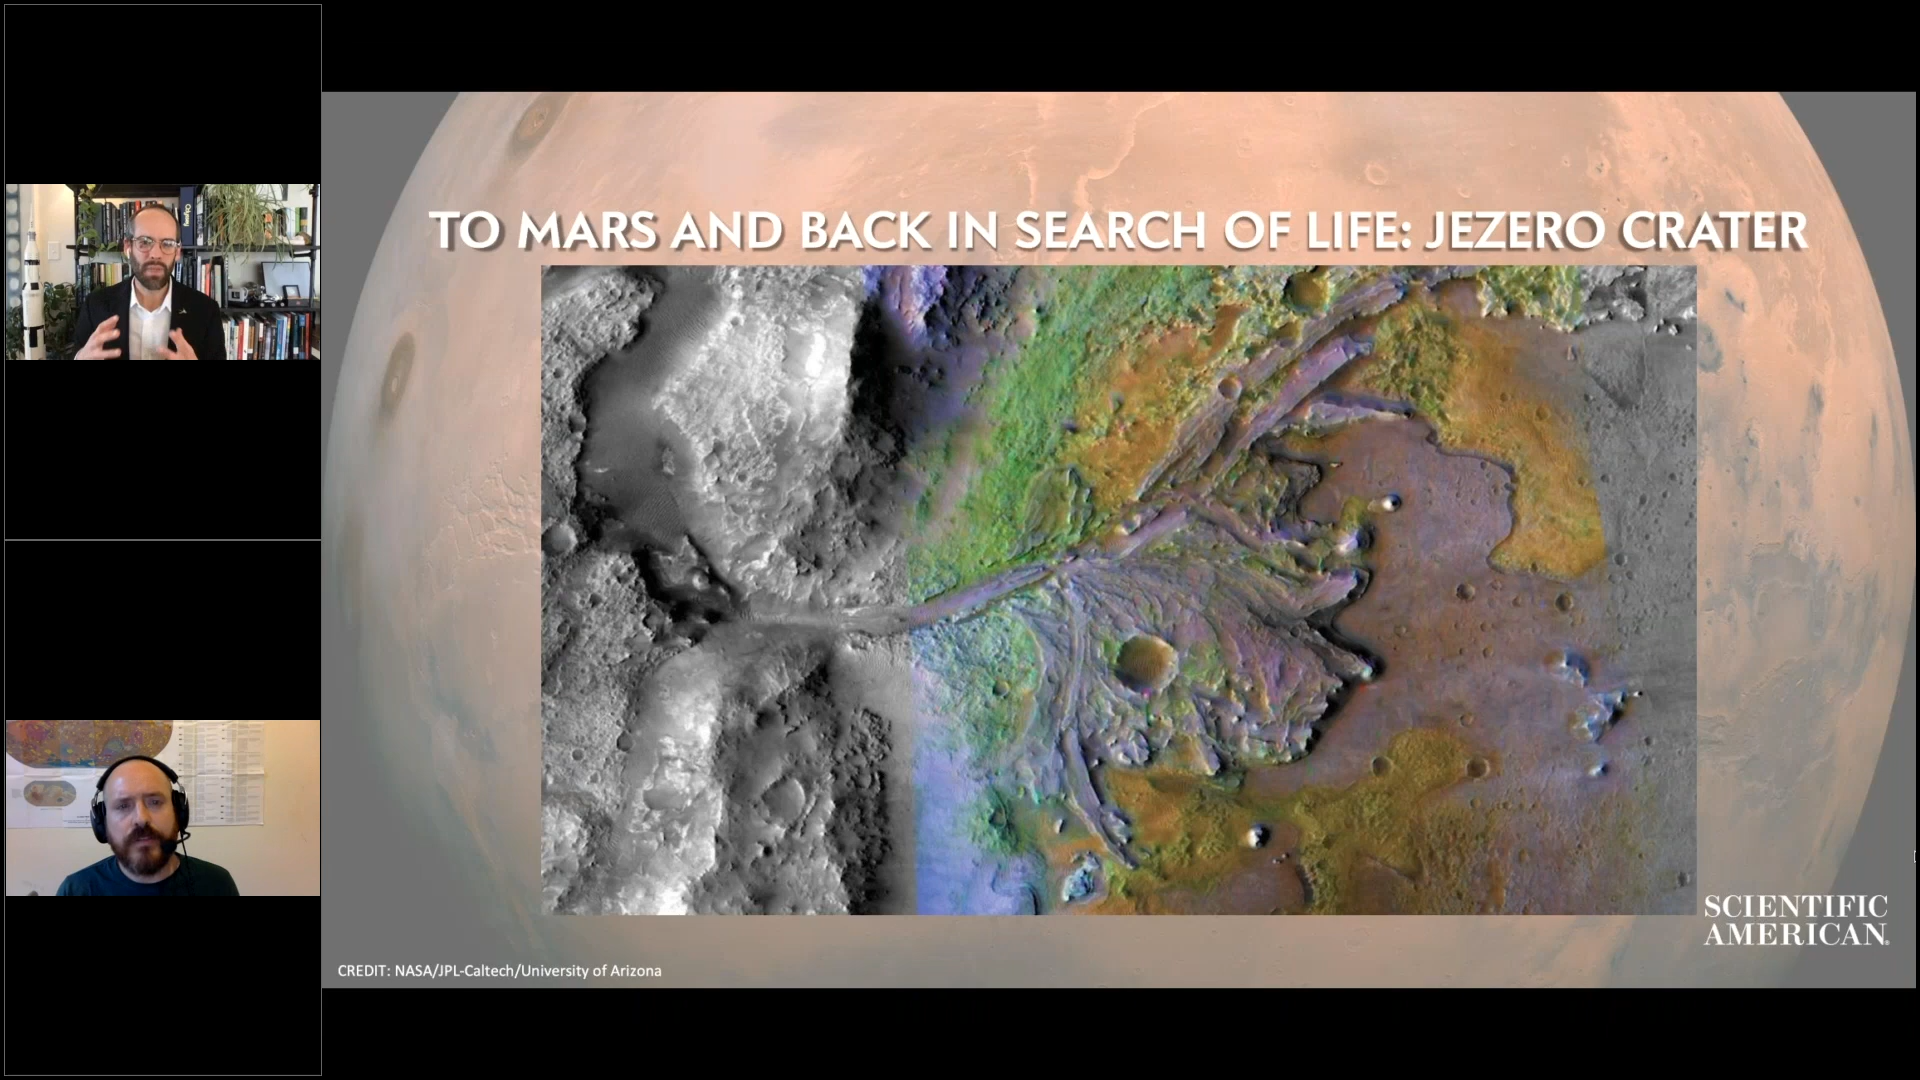 TO MARS AND BACK IN SEARCH OF LIFE: JEZERO CRATER
SCIENTIFIC
AMERICAN.
CREDIT: NASA/JPL-Caltech/University of Arizona